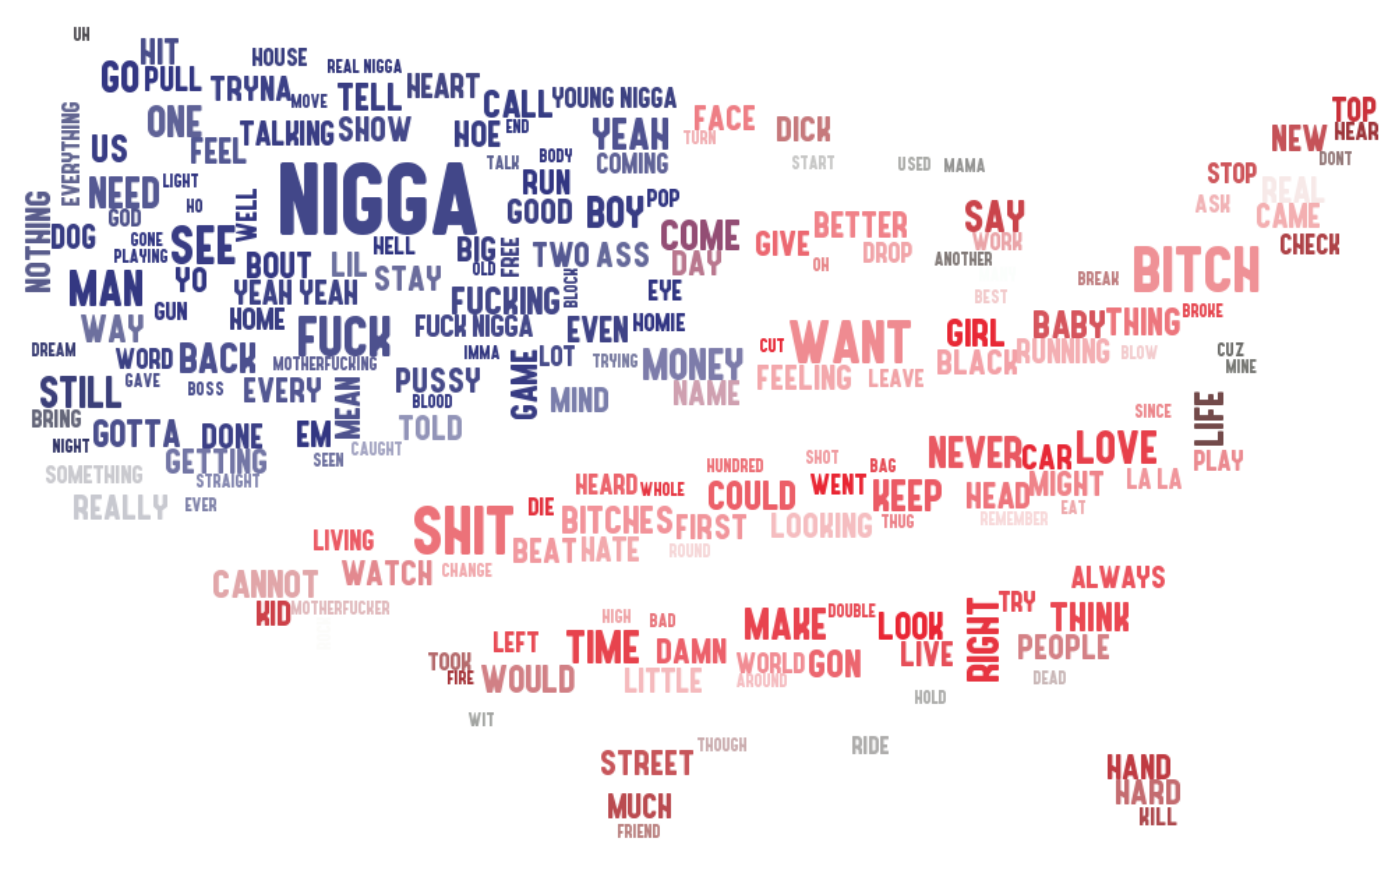 UH
HIT
HOUSE
REAL NIGGA
GO PULL
TRYNA
MOVE
TELL
HEART
CALL
YOUNG NIGGA
FACE
TURN
DICK
TOP
HEAR
NEW
DONT
EVERYTHING
ONE
FEEL
TALKING
SHOW
HOE
END
YEAH
COMING
US
TALK
BODY
START
USED
MAMA
STOP
REAL
NOTHING
NEED
LIGHT
GOD
HO
WELL
NIGGA
RUN
GOOD
BOY
POP
ASK
CAME
CHECK
DOG
GONE
PLAYING
SEE
HELL
BIG
OLD
FREE
TWO
ASS
COME
DAY
GIVE
BETTER
OH
DROP
SAY
WORK
ANOTHER
BEST
BREAK
BITCH
BROKE
MAN
YO
BOUT
LIL
STAY
YEAH YEAH
FUCKING
BLOCK
EYE
WAY
GUN
HOME
FUCK
FUCK NIGGA
EVEN
HOMIE
CUT
WANT
GIRL
BABY
THING
DREAM
WORD
BACK
MOTHERFUCKING
IMMA
GAME
LOT
TRYING
MONEY
NAME
FEELING
LEAVE
BLACK
RUNNING
BLOW
CUZ
MINE
STILL
GAVE
BOSS
EVERY
MEAN
PUSSY
BLOOD
MIND
BRING
NIGHT
GOTTA
DONE
EM
TOLD
SINCE
LIFE
SOMETHING
GETTING
STRAIGHT
SEEN
CAUGHT
REALLY
EVER
HUNDRED
SHOT
BAG
NEVER
CAR
LOVE
PLAY
HEARD
WHOLE
COULD
WENT
KEEP
HEAD
MIGHT
LA LA
EAT
LIVING
SHIT
DIE
BITCHES
FIRST
LOOKING
THUG
REMEMBER
BEAT
HATE
ROUND
CANNOT
WATCH
CHANGE
ALWAYS
KID
MOTHERFUCKER
HIGH
BAD
MAKE
DOUBLE
LOOK
RIGHT
TRY
THINK
LEFT
TIME
DAMN
WORLD
GON
LIVE
PEOPLE
TOOK
FIRE
WOULD
LITTLE
AROUND
DEAD
HOLD
WIT
STREET
THOUGH
RIDE
HAND
HARD
KILL
MUCH
FRIEND